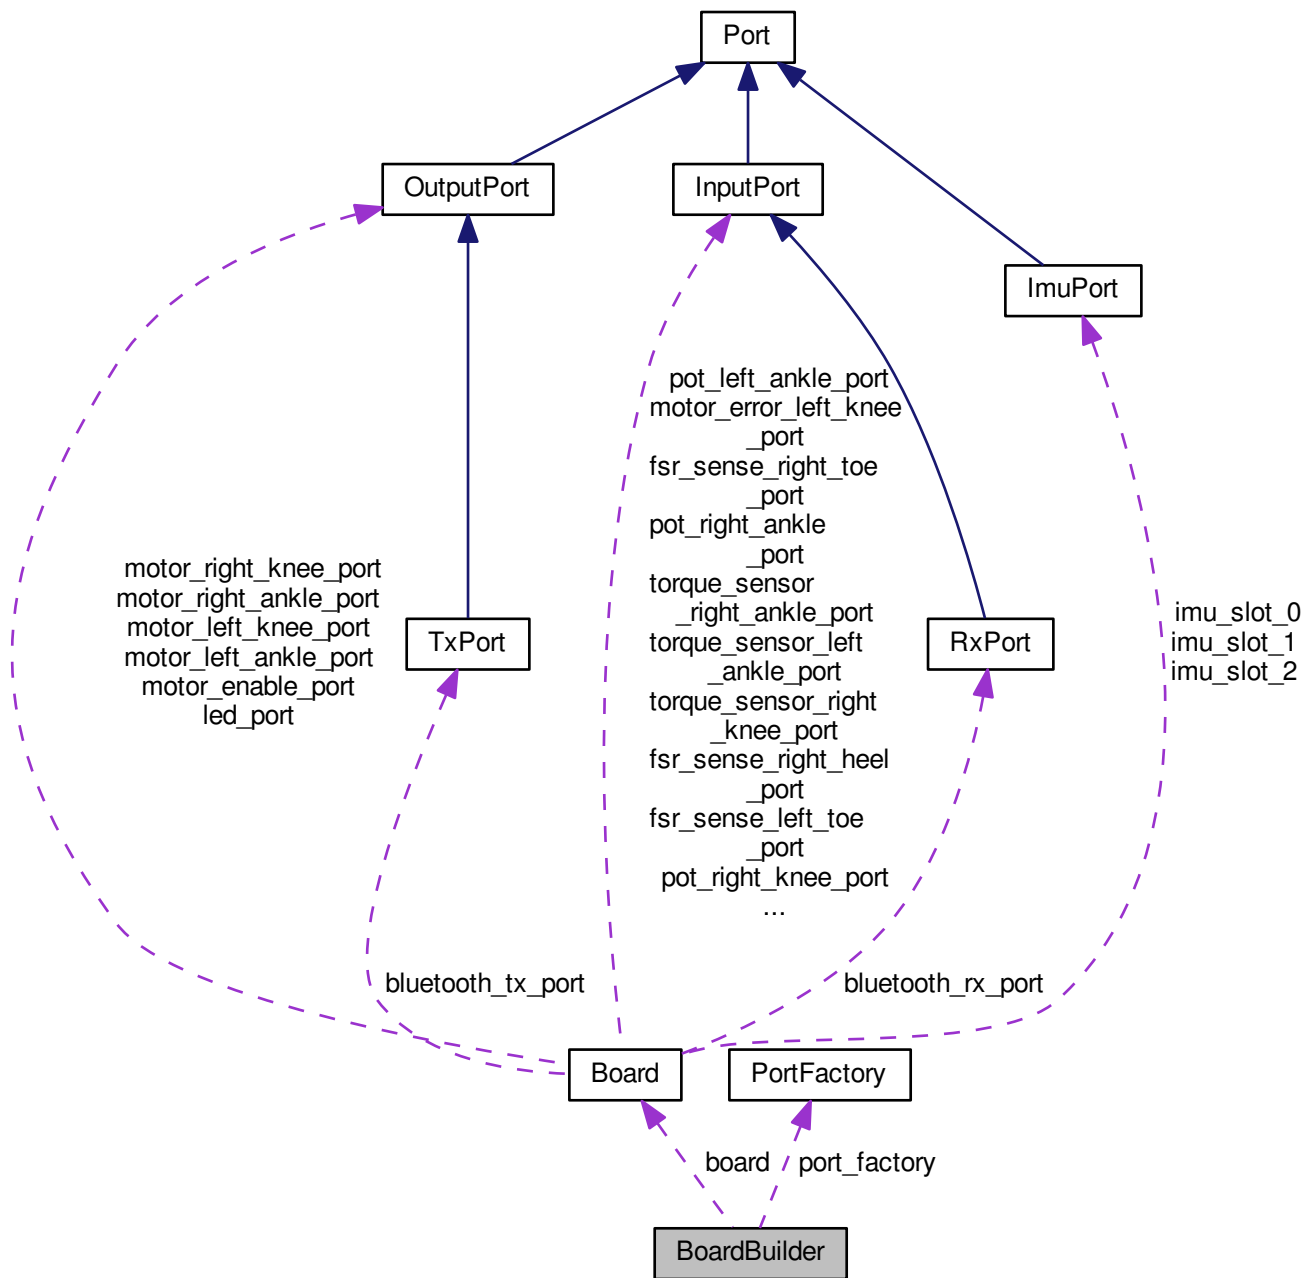 Port
OutputPort
InputPort
ImuPort
pot_left_ankle_port
motor_error_left_knee
_port
fsr_sense_right_toe
_port
pot_right_ankle
_port
torque_sensor
_right_ankle_port
torque_sensor_left
_ankle_port
torque_sensor_right
_knee_port
fsr_sense_right_heel
_port
fsr_sense_left_toe
_port
pot_right_knee_port
...
motor_right_knee_port
motor_right_ankle_port
motor_left_knee_port
motor_left_ankle_port
motor_enable_port
led_port
TxPort
RxPort
imu_slot_0
imu_slot_1
imu_slot_2
bluetooth_tx_port
bluetooth_rx_port
Board
PortFactory
board
port_factory
BoardBuilder